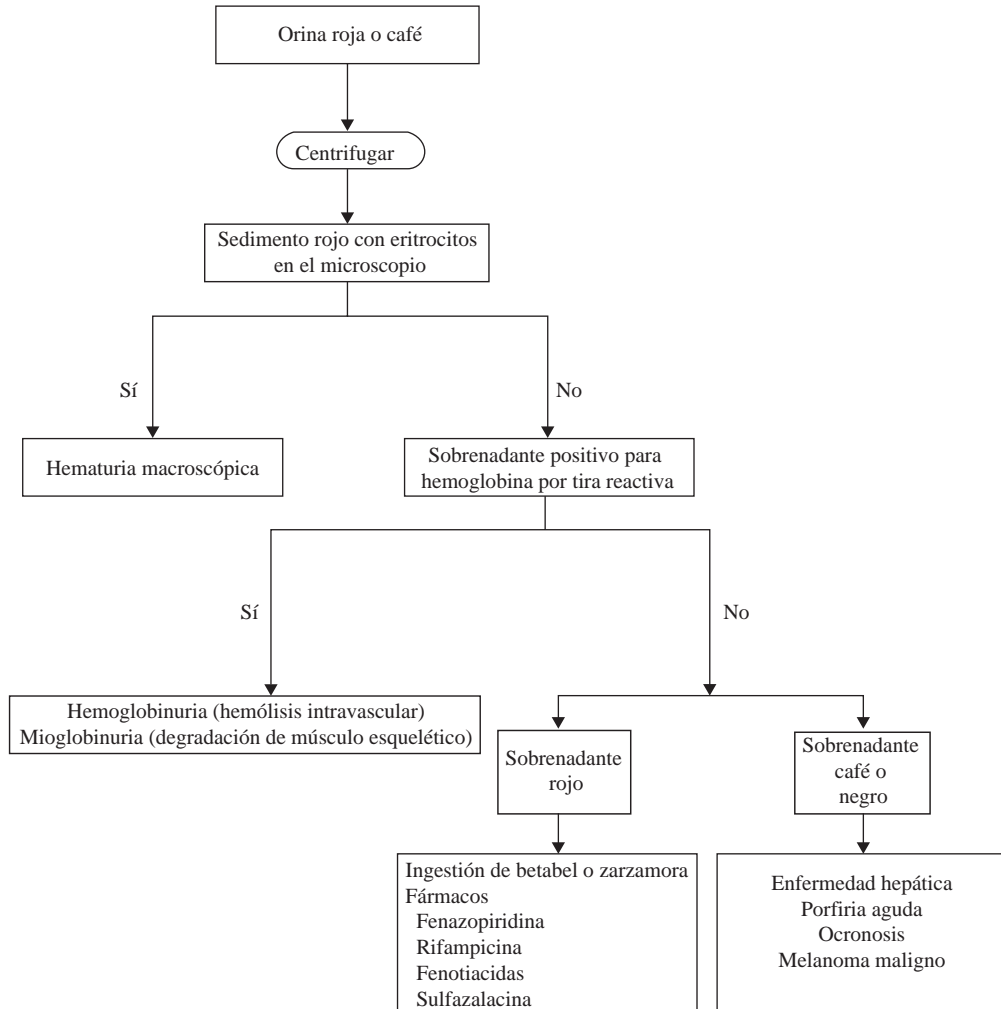 Orina roja o café
Centrifugar
Sedimento rojo con eritrocitos
en el microscopio
Sí
No
Hematuria macroscópica
Sobrenadante positivo para
hemoglobina por tira reactiva
Sí
No
Hemoglobinuria (hemólisis intravascular)
Mioglobinuria (degradación de músculo esquelético)
Sobrenadante
rojo
Sobrenadante
café o
negro
Ingestión de betabel o zarzamora
Fármacos
Fenazopiridina
Rifampicina
Fenotiacidas
Sulfazalacina
Enfermedad hepática
Porfiria aguda
Ocronosis
Melanoma maligno